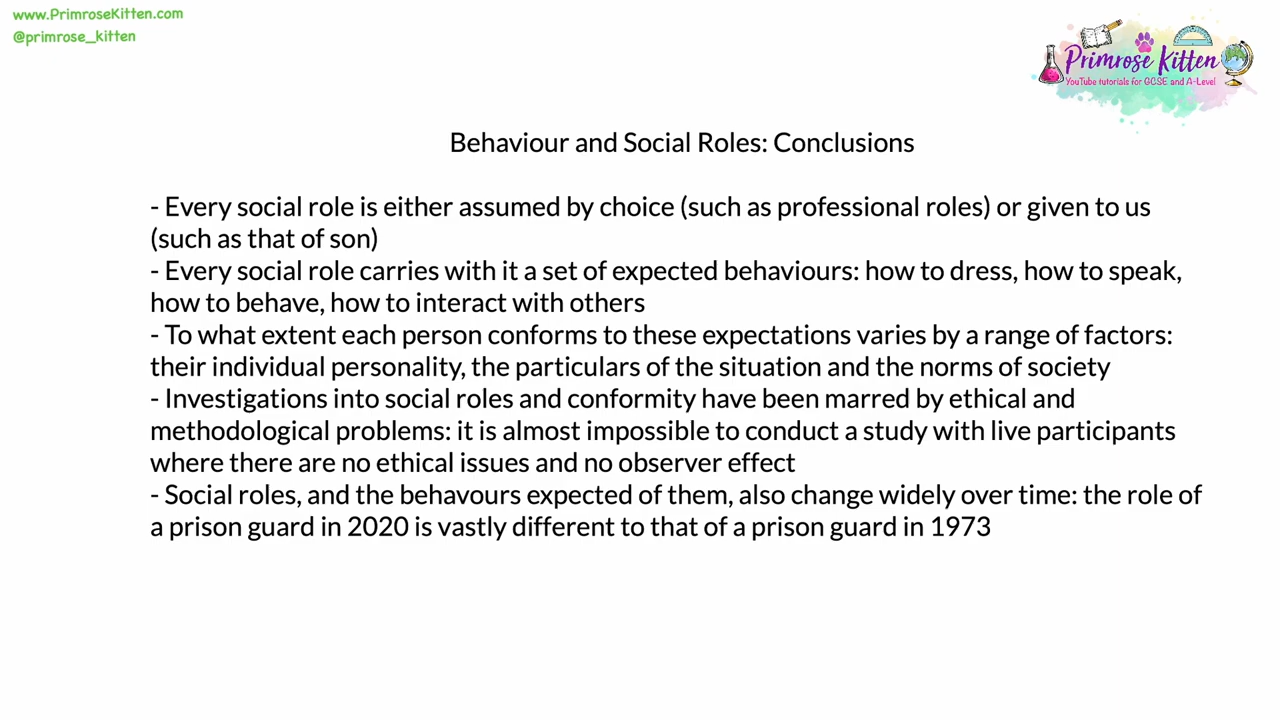 www.PrimroseKitten.com
@primrose_kitten
Primrose Kitten
YouTube tutorials for GCSE and A-Level
Behaviour and Social Roles: Conclusions
- Every social role is either assumed by choice (such as professional roles) or given to us
(such as that of son)
- Every social role carries with it a set of expected behaviours: how to dress, how to speak,
how to behave, how to interact with others
- To what extent each person conforms to these expectations varies by a range of factors:
their individual personality, the particulars of the situation and the norms of society
- Investigations into social roles and conformity have been marred by ethical and
methodological problems: it is almost impossible to conduct a study with live participants
where there are no ethical issues and no observer effect
- Social roles, and the behavours expected of them, also change widely over time: the role of
a prison guard in 2020 is vastly different to that of a prison guard in 1973